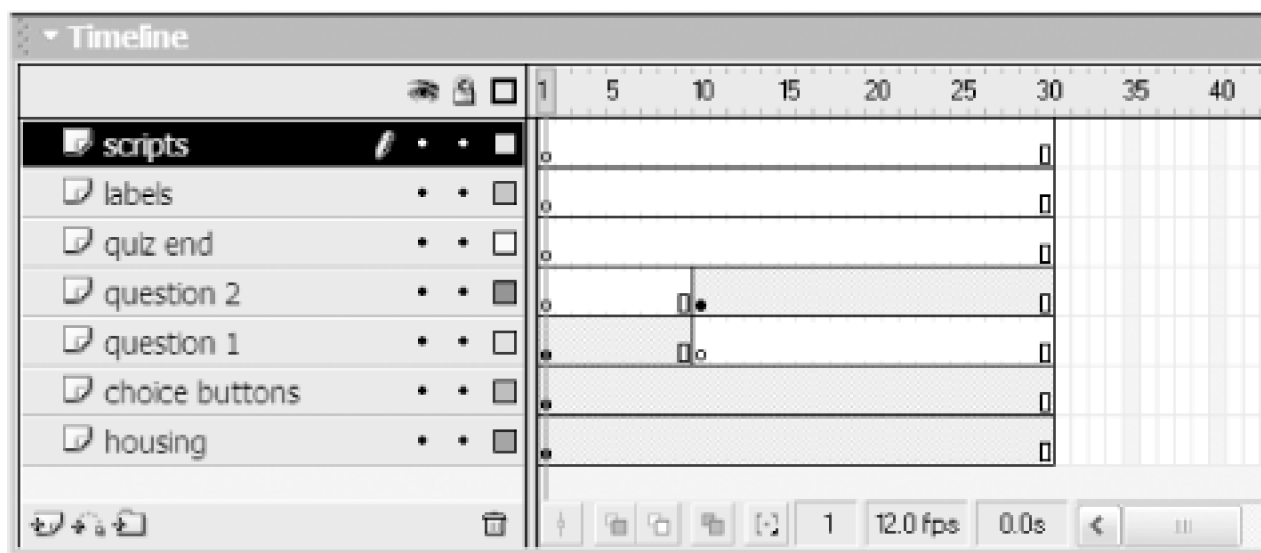 Timeline
1 5 10 15 20 25 30 35 40
scripts
labels
quiz end
question 2
question 1
choice buttons
housing
1 12.0 fps 0.0s